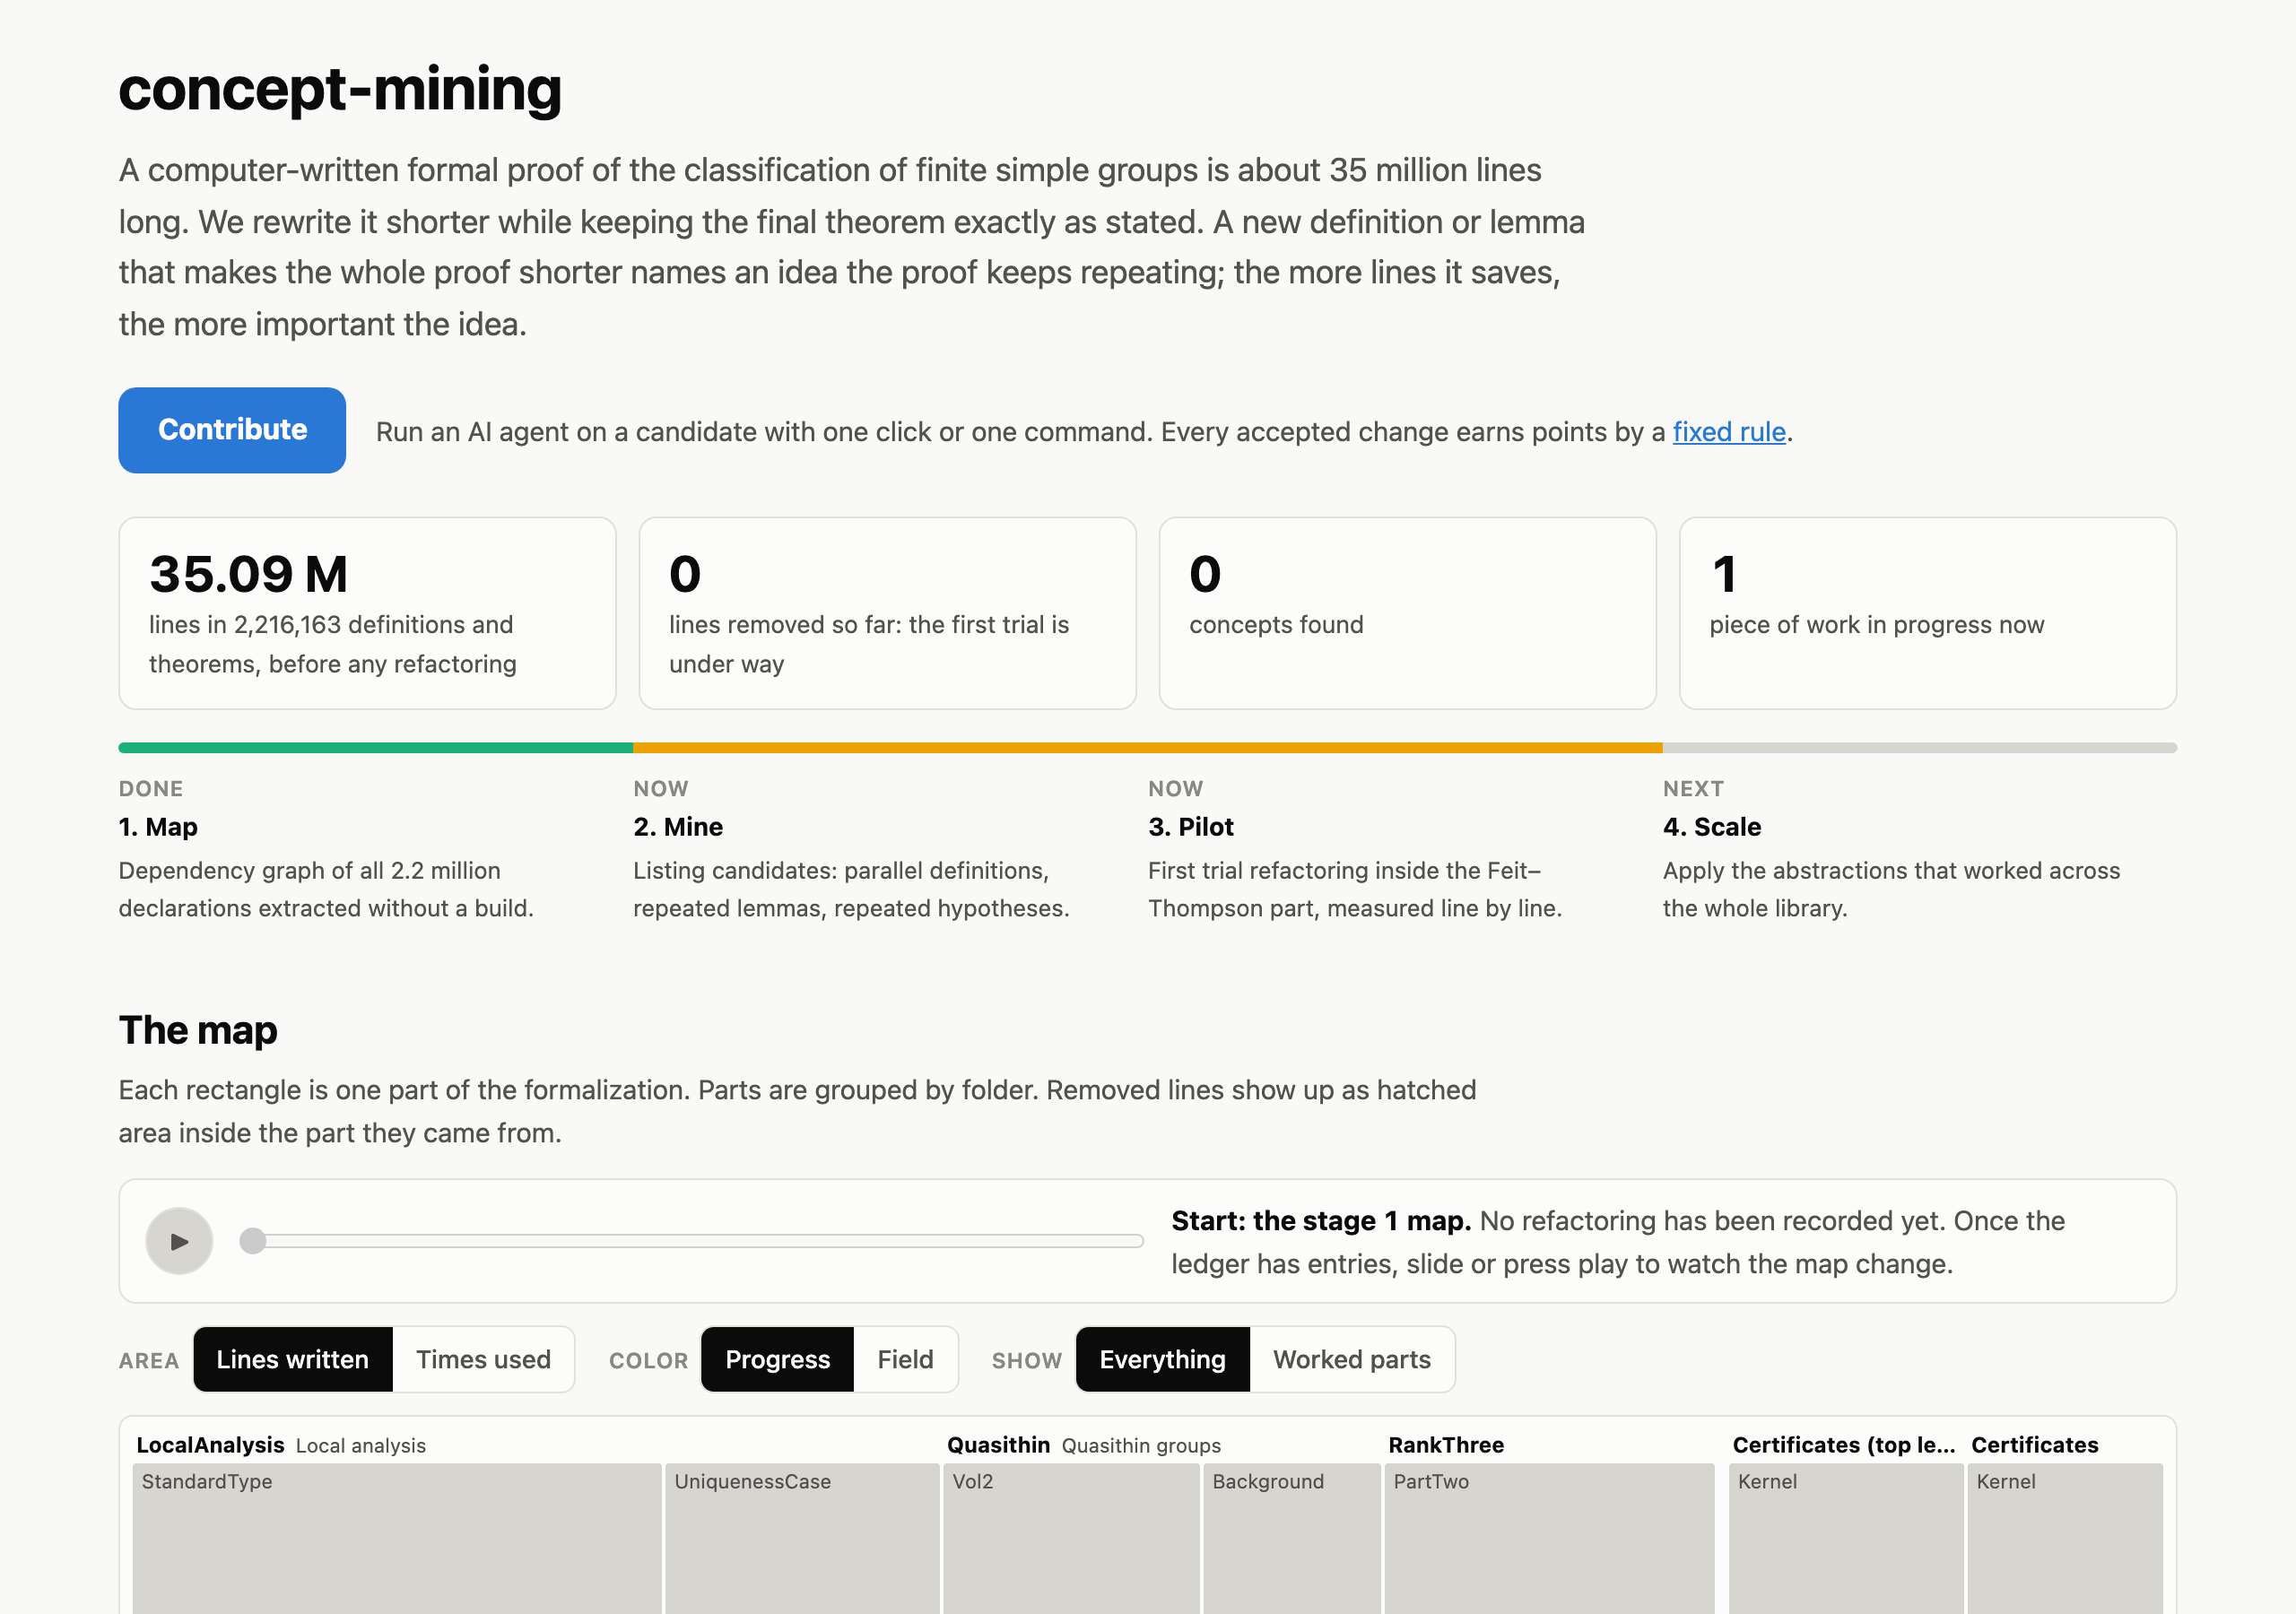 concept-mining
A computer-written formal proof of the classification of finite simple groups is about 35 million lines
long. We rewrite it shorter while keeping the final theorem exactly as stated. A new definition or lemma
that makes the whole proof shorter names an idea the proof keeps repeating; the more lines it saves,
the more important the idea.
Contribute
Run an AI agent on a candidate with one click or one command. Every accepted change earns points by a fixed rule.
35.09 M
lines in 2,216,163 definitions and
theorems, before any refactoring
0
lines removed so far: the first trial is
under way
0
concepts found
1
piece of work in progress now
DONE
1. Map
Dependency graph of all 2.2 million
declarations extracted without a build.
NOW
2. Mine
Listing candidates: parallel definitions,
repeated lemmas, repeated hypotheses.
NOW
3. Pilot
First trial refactoring inside the Feit–
Thompson part, measured line by line.
NEXT
4. Scale
Apply the abstractions that worked across
the whole library.
The map
Each rectangle is one part of the formalization. Parts are grouped by folder. Removed lines show up as hatched
area inside the part they came from.
Start: the stage 1 map. No refactoring has been recorded yet. Once the
ledger has entries, slide or press play to watch the map change.
AREA Lines written Times used COLOR Progress Field SHOW Everything Worked parts
LocalAnalysis Local analysis Quasithin Quasithin groups RankThree Certificates (top le... Certificates
StandardType UniquenessCase Vol2 Background PartTwo Kernel Kernel